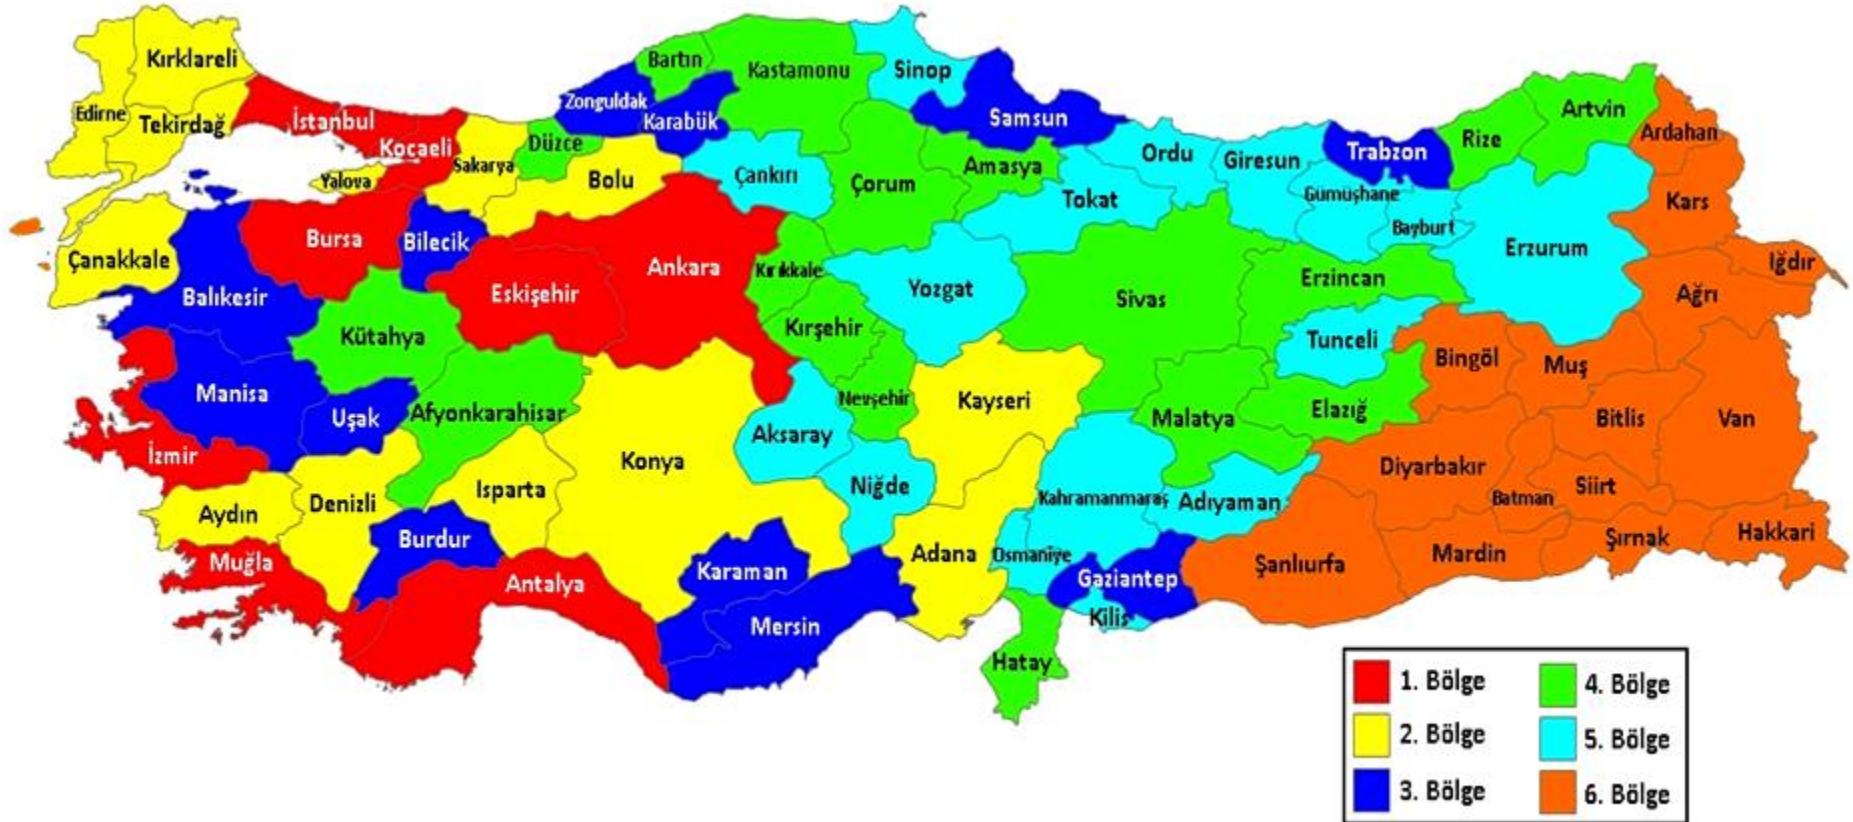 Kırklareli
Edirne
Tekirdağ
İstanbul
Kocaeli
Yalova
Sakarya
Düzce
Bolu
Zonguldak
Bartın
Karabük
Kastamonu
Sinop
Samsun
Çankırı
Çorum
Amasya
Ordu
Tokat
Giresun
Gümüşhane
Trabzon
Bayburt
Rize
Artvin
Ardahan
Kars
Erzurum
Iğdır
Ağrı
Çanakkale
Balıkesir
Bursa
Bilecik
Eskişehir
Ankara
Kırıkkale
Kırşehir
Yozgat
Sivas
Erzincan
Tunceli
Bingöl
Muş
Bitlis
Van
Kütahya
Manisa
Uşak
Afyonkarahisar
İzmir
Aydın
Denizli
Isparta
Burdur
Muğla
Antalya
Konya
Aksaray
Nevşehir
Niğde
Kayseri
Karaman
Mersin
Adana
Osmaniye
Kahramanmaraş
Adıyaman
Malatya
Elazığ
Diyarbakır
Batman
Siirt
Şırnak
Hakkari
Mardin
Şanlıurfa
Gaziantep
Kilis
Hatay
1. Bölge
2. Bölge
3. Bölge
4. Bölge
5. Bölge
6. Bölge